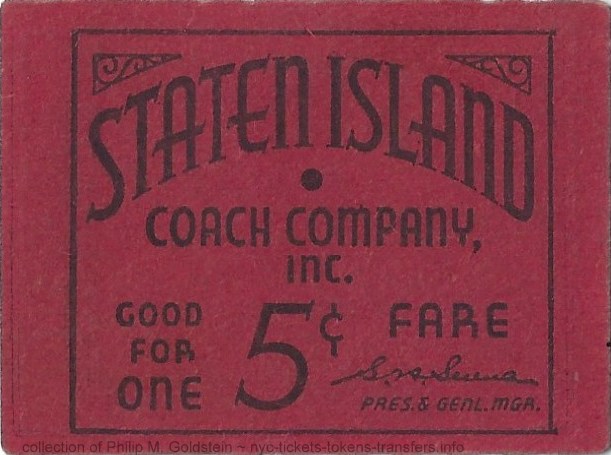 STATEN ISLAND
COACH COMPANY,
INC.
GOOD
FOR
ONE
5¢ FARE
PRES. & GENL. MGR.
collection of Philip M. Goldstein ~ nyc-tickets-tokens-transfers.info